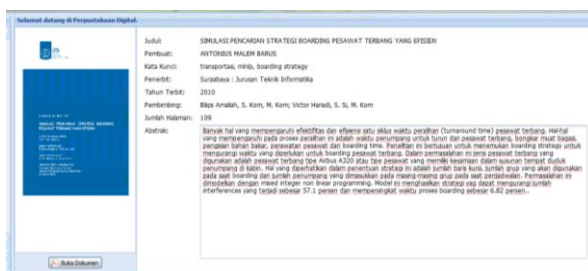 Selamat datang di Perpustakaan Digital.
Judul: SIMULASI PENCARIAN STRATEGI BOARDING PESAWAT TERBANG YANG EFISIEN
Pembuat: ANTONIUS MALEM BARUS
Kata Kunci: transportasi, minlp, boarding strategy
Penerbit: Surabaya : Jurusan Teknik Informatika
Tahun Terbit: 2010
Pembimbing: Bilqis Amaliah, S. Kom, M. Kom; Victor Hariadi, S. Si, M. Kom
Jumlah Halaman: 109
Abstrak: Banyak hal yang mempengaruhi efektifitas dan efisiensi satu siklus waktu peralihan (turnaround time) pesawat terbang. Hal-hal
yang mempengaruhi pada proses peralihan ini adalah waktu penumpang untuk memasuki pesawat terbang, bongkar muat bagasi,
pengisian bahan bakar, perawatan pesawat dan boarding time. Penelitian ini bertujuan untuk menemukan boarding strategy untuk
mengurangi waktu yang diperlukan untuk boarding pesawat terbang. Dalam permasalahan ini jenis pesawat terbang yang
digunakan adalah pesawat terbang tipe Airbus A320 atau tipe pesawat yang memiliki kesamaan dalam susunan tempat duduk
penumpang di kabin. Hal yang diperhatikan dalam penentuan strategi ini adalah jumlah baris kursi, jumlah grup yang akan digunakan
pada saat boarding dan jumlah penumpang yang dimasukkan pada masing-masing grup pada saat penjadwalan. Permasalahan ini
dimodelkan dengan mixed integer non linear programming. Model ini menghasilkan strategi yag dapat mengurangi jumlah
interferences yang terjadi sebesar 57.1 persen dan mempersingkat waktu proses boarding sebesar 6.82 persen..
Buka Dokumen